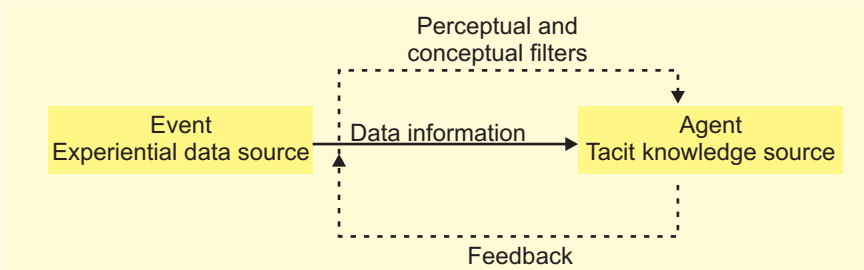 Perceptual and
conceptual filters
Event
Experiential data source
Data information
Agent
Tacit knowledge source
Feedback